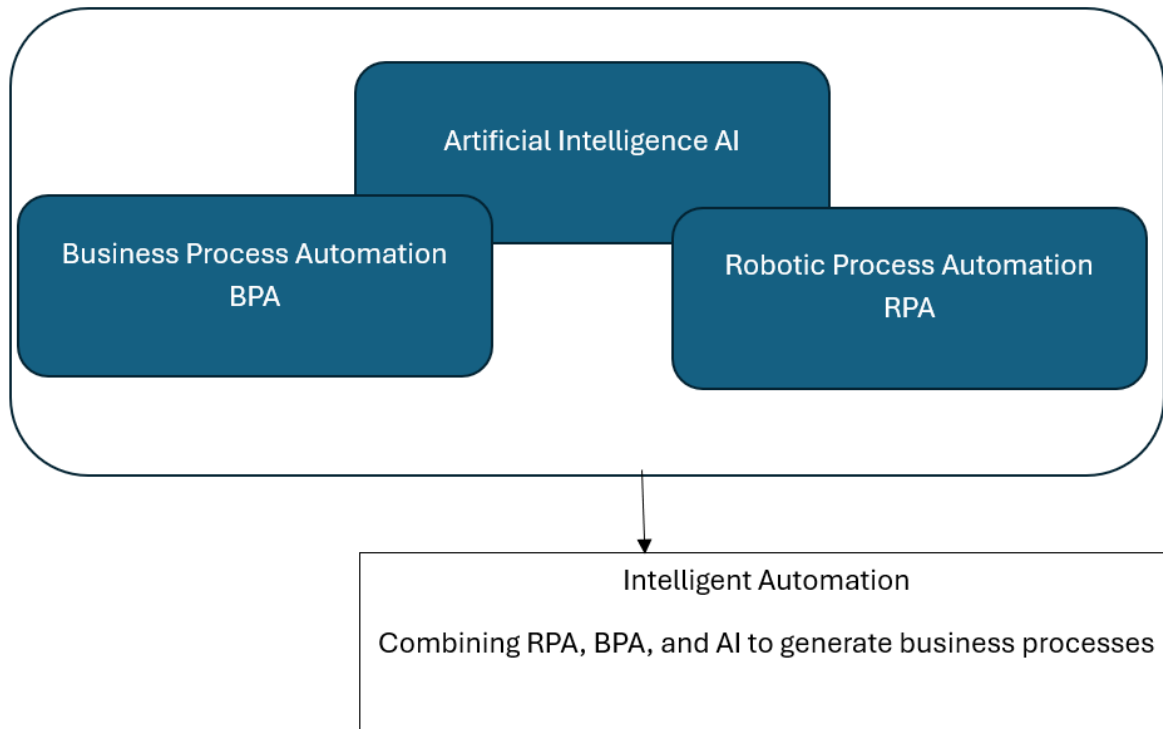 Artificial Intelligence AI
Business Process Automation
BPA
Robotic Process Automation
RPA
Intelligent Automation
Combining RPA, BPA, and AI to generate business processes